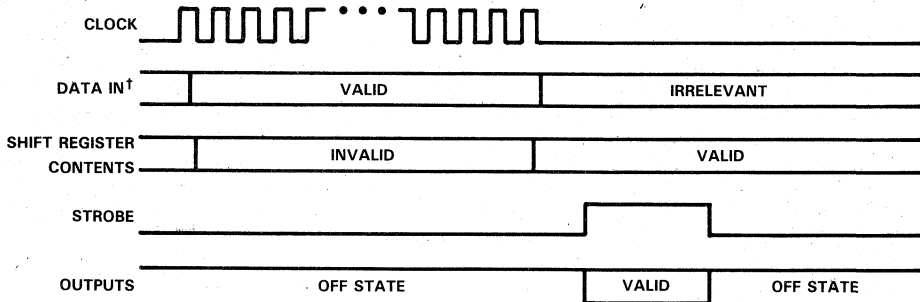 CLOCK
DATA IN†
VALID
IRRELEVANT
SHIFT REGISTER
CONTENTS
INVALID
VALID
STROBE
OUTPUTS
OFF STATE
VALID
OFF STATE